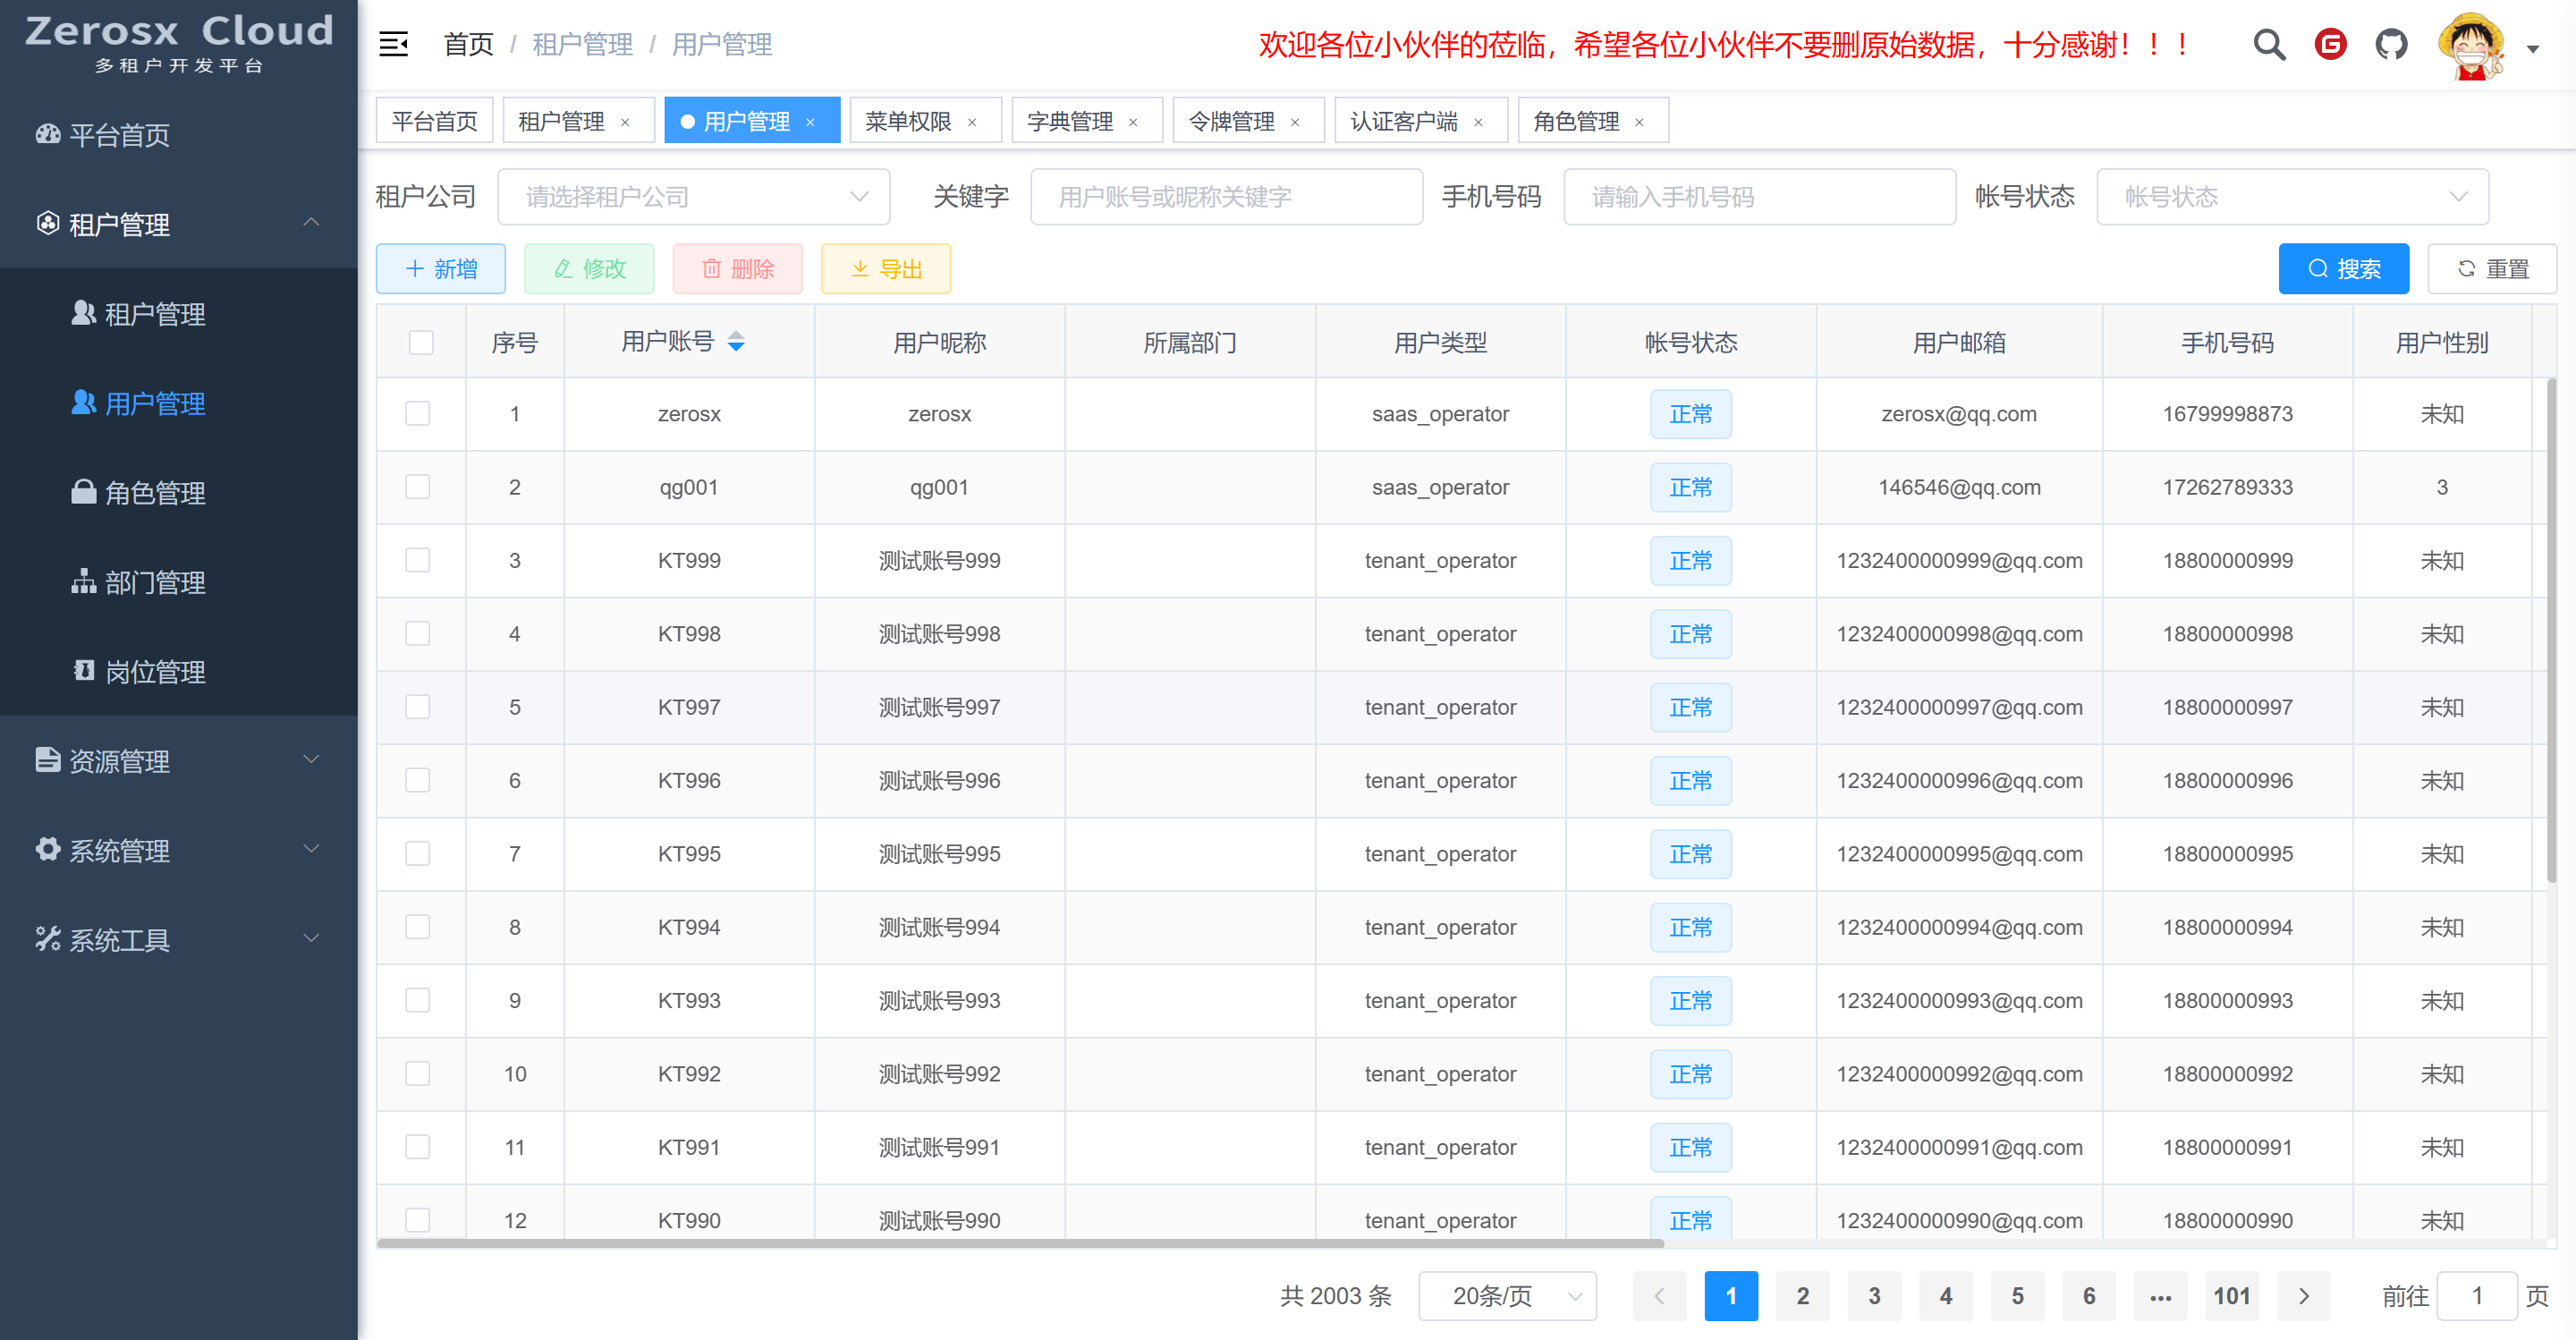 Zerosx Cloud
多租户开发平台
平台首页
租户管理
租户管理
用户管理
角色管理
部门管理
岗位管理
资源管理
系统管理
系统工具
首页 / 租户管理 / 用户管理
欢迎各位小伙伴的莅临，希望各位小伙伴不要删原始数据，十分感谢！！！
平台首页 租户管理 × 用户管理 × 菜单权限 × 字典管理 × 令牌管理 × 认证客户端 × 角色管理 ×
租户公司 请选择租户公司 关键字 用户账号或昵称关键字 手机号码 请输入手机号码 帐号状态 帐号状态
新增 修改 删除 导出 搜索 重置
序号 用户账号 用户昵称 所属部门 用户类型 帐号状态 用户邮箱 手机号码 用户性别
1 zerosx zerosx saas_operator 正常 zerosx@qq.com 16799998873 未知
2 qg001 qg001 saas_operator 正常 146546@qq.com 17262789333 3
3 KT999 测试账号999 tenant_operator 正常 1232400000999@qq.com 18800000999 未知
4 KT998 测试账号998 tenant_operator 正常 1232400000998@qq.com 18800000998 未知
5 KT997 测试账号997 tenant_operator 正常 1232400000997@qq.com 18800000997 未知
6 KT996 测试账号996 tenant_operator 正常 1232400000996@qq.com 18800000996 未知
7 KT995 测试账号995 tenant_operator 正常 1232400000995@qq.com 18800000995 未知
8 KT994 测试账号994 tenant_operator 正常 1232400000994@qq.com 18800000994 未知
9 KT993 测试账号993 tenant_operator 正常 1232400000993@qq.com 18800000993 未知
10 KT992 测试账号992 tenant_operator 正常 1232400000992@qq.com 18800000992 未知
11 KT991 测试账号991 tenant_operator 正常 1232400000991@qq.com 18800000991 未知
12 KT990 测试账号990 tenant_operator 正常 1232400000990@qq.com 18800000990 未知
共 2003 条 20条/页 1 2 3 4 5 6 ••• 101 前往 1 页